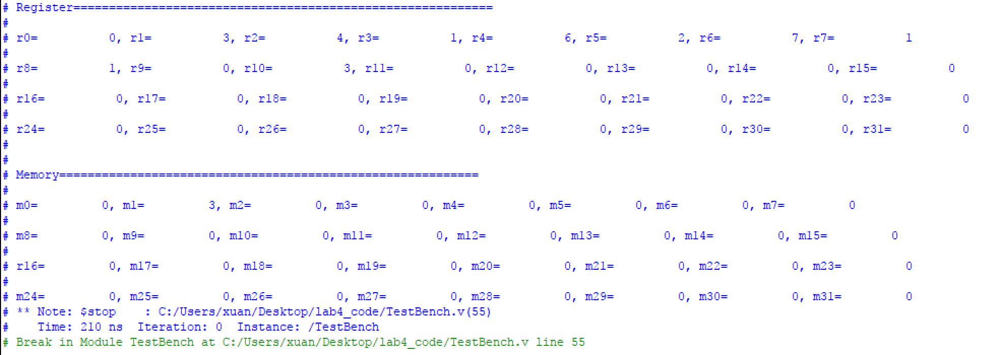 # Register===========================================================
#
# r0=          0, r1=          3, r2=          4, r3=          1, r4=          6, r5=          2, r6=          7, r7=          1
#
# r8=          1, r9=          0, r10=          3, r11=          0, r12=          0, r13=          0, r14=          0, r15=          0
#
# r16=          0, r17=          0, r18=          0, r19=          0, r20=          0, r21=          0, r22=          0, r23=          0
#
# r24=          0, r25=          0, r26=          0, r27=          0, r28=          0, r29=          0, r30=          0, r31=          0
#
#
# Memory===========================================================
#
# m0=         0, m1=         3, m2=         0, m3=         0, m4=         0, m5=         0, m6=         0, m7=         0
#
# m8=         0, m9=         0, m10=         0, m11=         0, m12=         0, m13=         0, m14=         0, m15=         0
#
# r16=         0, m17=         0, m18=         0, m19=         0, m20=         0, m21=         0, m22=         0, m23=         0
#
# m24=         0, m25=         0, m26=         0, m27=         0, m28=         0, m29=         0, m30=         0, m31=         0
# ** Note: $stop    : C:/Users/xuan/Desktop/lab4_code/TestBench.v(55)
#    Time: 210 ns  Iteration: 0  Instance: /TestBench
# Break in Module TestBench at C:/Users/xuan/Desktop/lab4_code/TestBench.v line 55